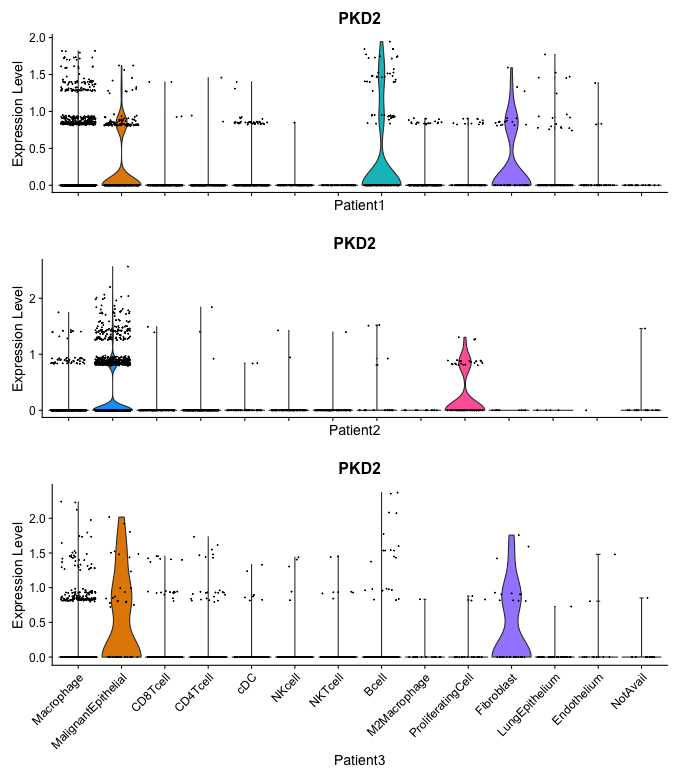 PKD2
Expression Level
2.0
1.5
1.0
0.5
0.0
Patient1
PKD2
Expression Level
2
1
0
Patient2
PKD2
Expression Level
2.0
1.5
1.0
0.5
0.0
Macrophage
MalignantEpithelial
CD8Tcell
CD4Tcell
cDC
NKcell
NKTcell
Bcell
M2Macrophage
ProliferatingCell
Fibroblast
LungEpithelium
Endothelium
NotAvail
Patient3